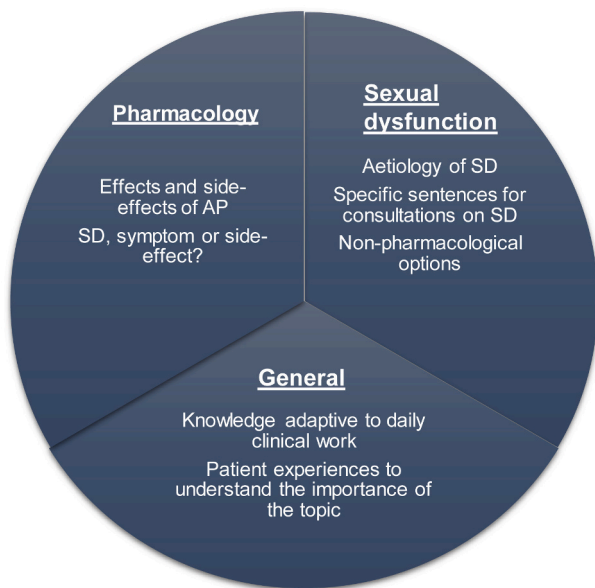 Pharmacology
Effects and side-
effects of AP
SD, symptom or side-
effect?
Sexual
dysfunction
Aetiology of SD
Specific sentences for
consultations on SD
Non-pharmacological
options
General
Knowledge adaptive to daily
clinical work
Patient experiences to
understand the importance of
the topic